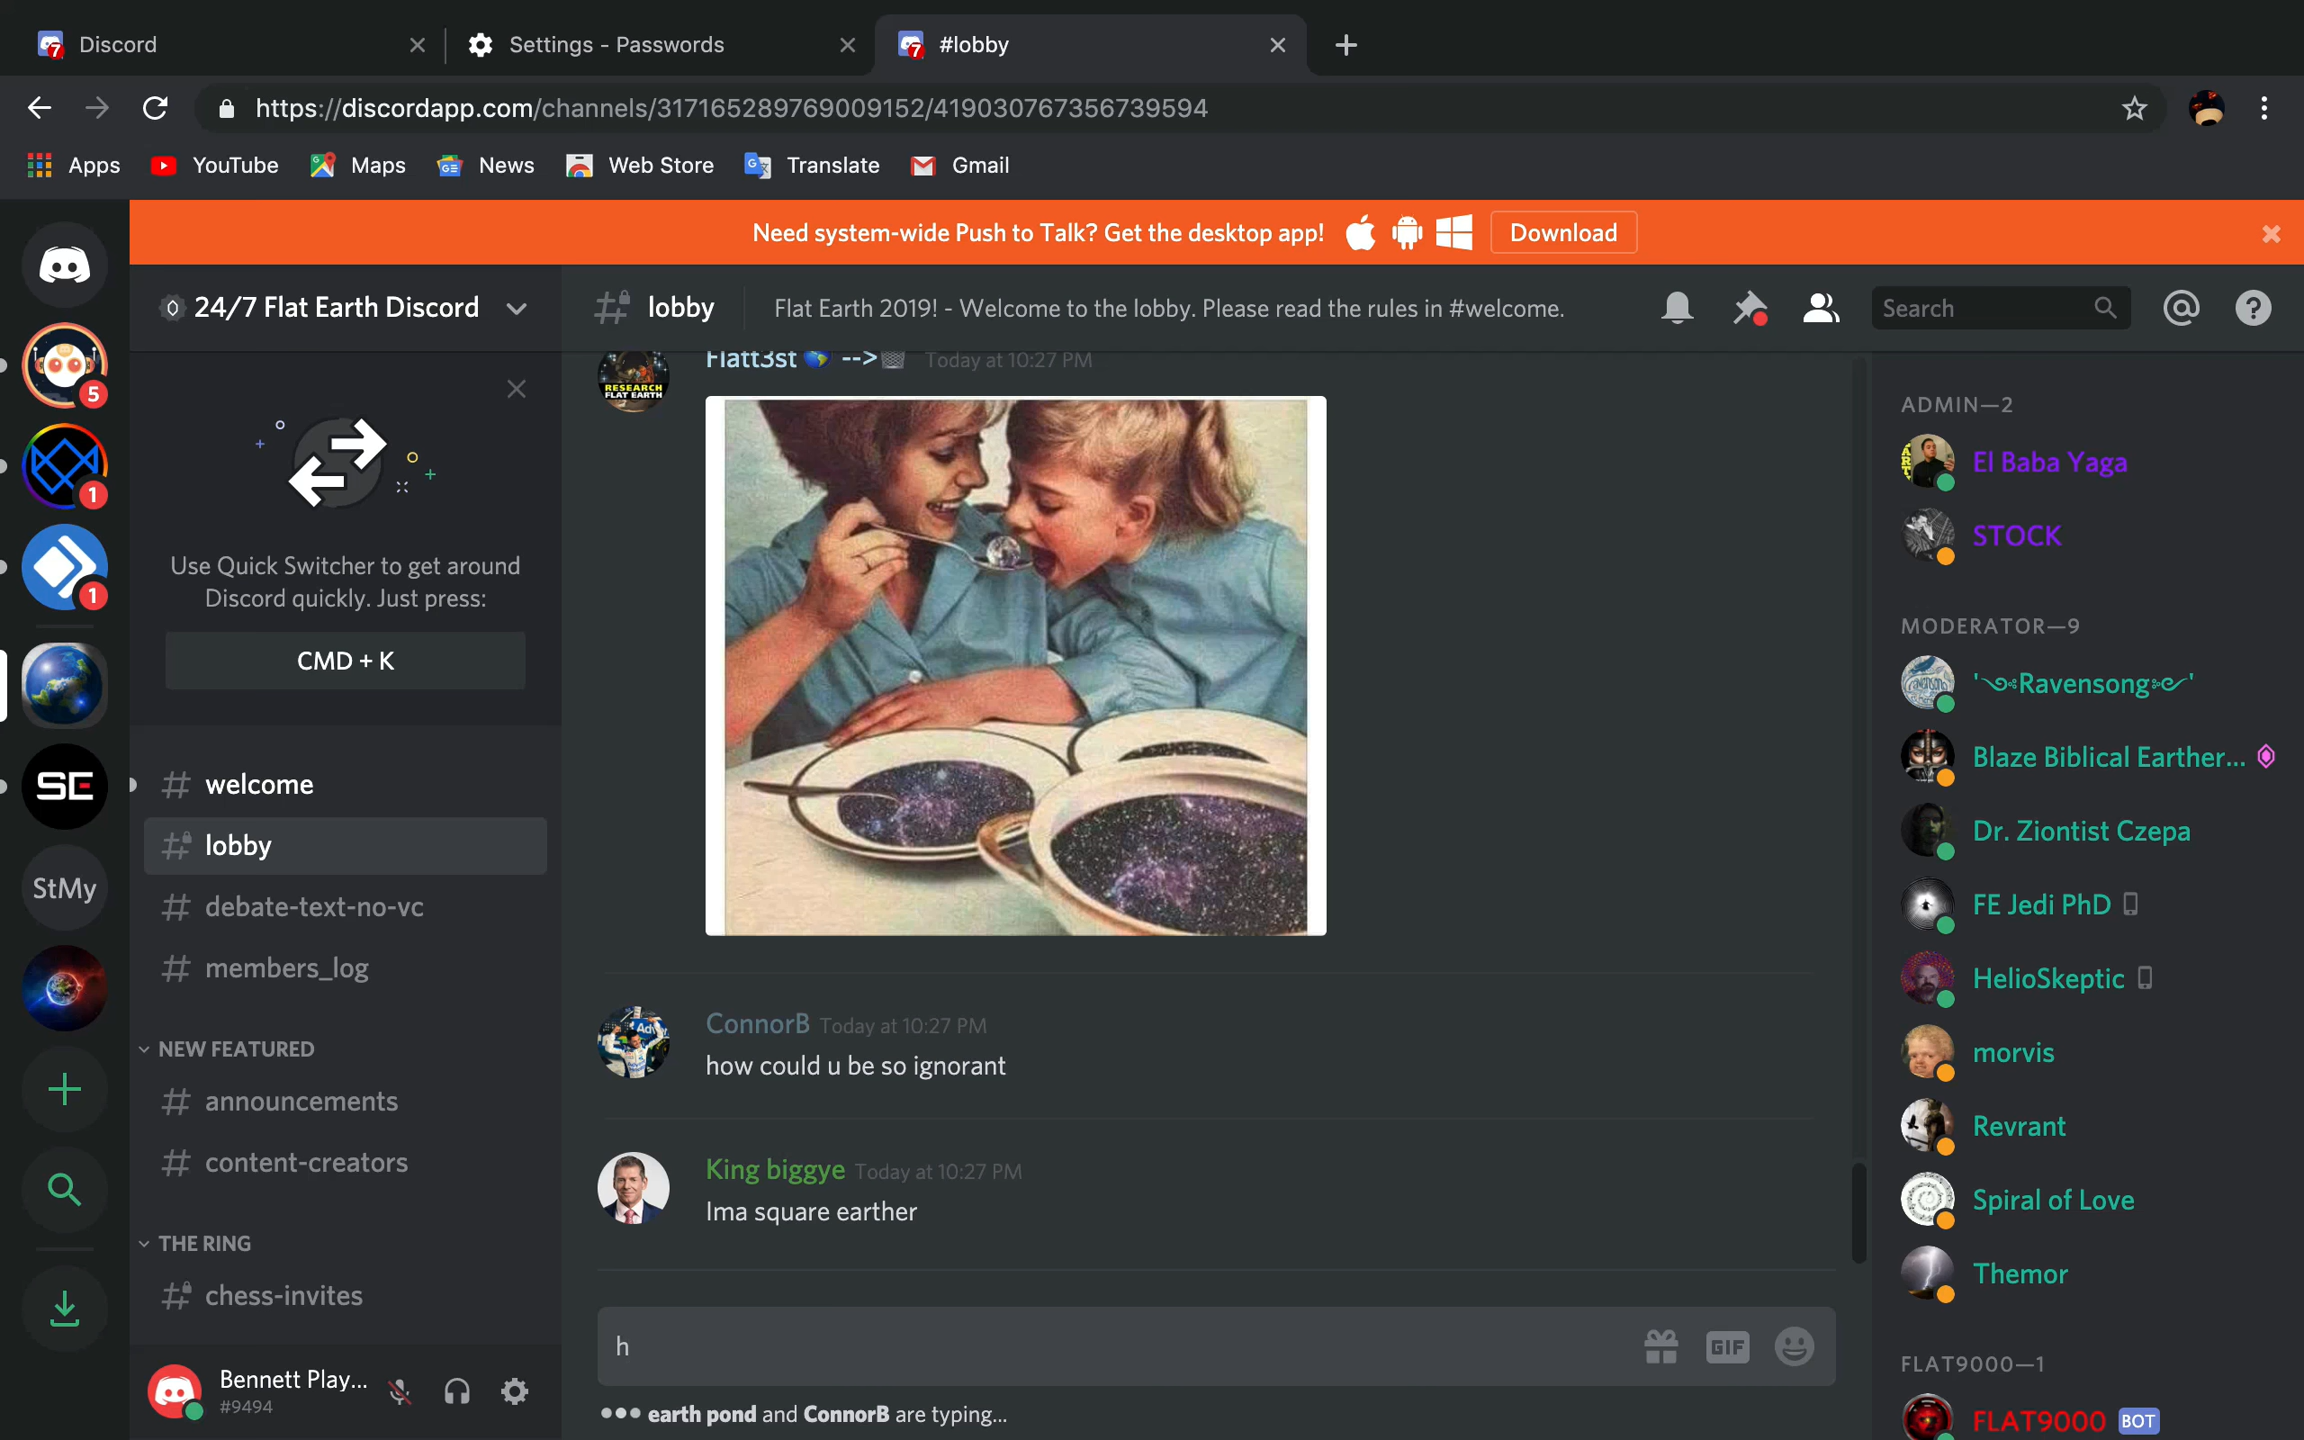 Discord
Settings - Passwords
#lobby
https://discordapp.com/channels/317165289769009152/419030767356739594
Apps
YouTube
Maps
News
Web Store
Translate
Gmail
Need system-wide Push to Talk? Get the desktop app!
Download
24/7 Flat Earth Discord
lobby
Flat Earth 2019! - Welcome to the lobby. Please read the rules in #welcome.
Search
5
1
1
SE
StMy
Use Quick Switcher to get around
Discord quickly. Just press:
CMD + K
# welcome
lobby
# debate-text-no-vc
# members_log
NEW FEATURED
# announcements
# content-creators
THE RING
chess-invites
Bennett Play...
#9494
Flatt3st 🌎 --> Today at 10:27 PM
RESEARCH
FLAT EARTH
ConnorB Today at 10:27 PM
how could u be so ignorant
King biggye Today at 10:27 PM
Ima square earther
h
GIF
earth pond and ConnorB are typing...
ADMIN—2
El Baba Yaga
STOCK
MODERATOR—9
'༺Ravensong༻'
Blaze Biblical Earther...
Dr. Ziontist Czepa
FE Jedi PhD
HelioSkeptic
morvis
Revrant
Spiral of Love
Themor
FLAT9000—1
FLAT9000 BOT